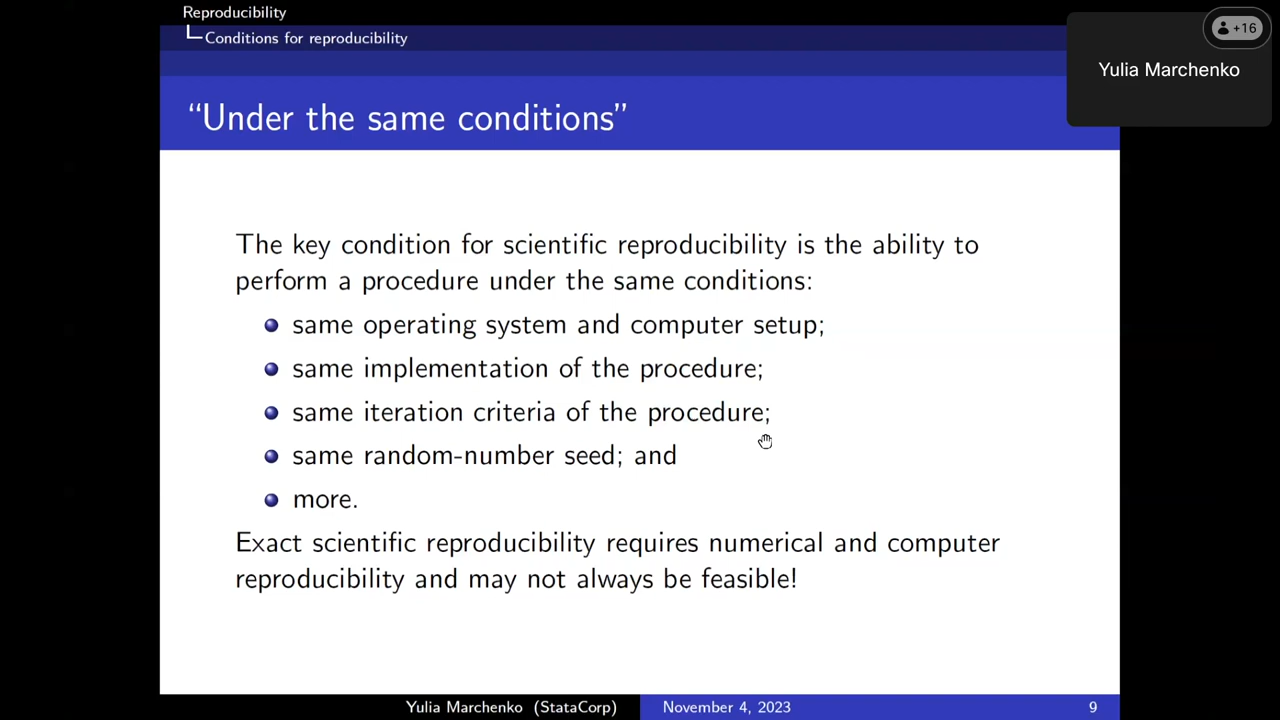 Reproducibility
Conditions for reproducibility
+16
Yulia Marchenko
“Under the same conditions”
The key condition for scientific reproducibility is the ability to
perform a procedure under the same conditions:
same operating system and computer setup;
same implementation of the procedure;
same iteration criteria of the procedure;
same random-number seed; and
more.
Exact scientific reproducibility requires numerical and computer
reproducibility and may not always be feasible!
Yulia Marchenko (StataCorp)
November 4, 2023
9